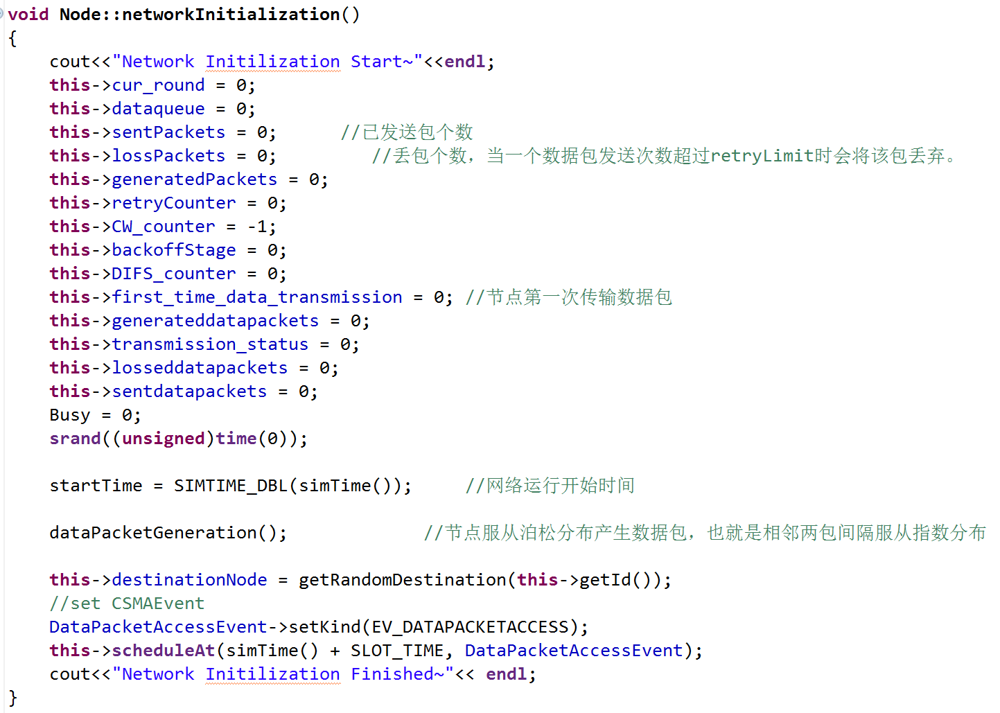 void Node::networkInitialization()
{
    cout<<"Network Initilization Start~"<<endl;
    this->cur_round = 0;
    this->dataqueue = 0;
    this->sentPackets = 0;      //已发送包个数
    this->lossPackets = 0;         //丢包个数，当一个数据包发送次数超过retryLimit时会将该包丢弃。
    this->generatedPackets = 0;
    this->retryCounter = 0;
    this->CW_counter = -1;
    this->backoffStage = 0;
    this->DIFS_counter = 0;
    this->first_time_data_transmission = 0; //节点第一次传输数据包
    this->generateddatapackets = 0;
    this->transmission_status = 0;
    this->losseddatapackets = 0;
    this->sentdatapackets = 0;
    Busy = 0;
    srand((unsigned)time(0));
    startTime = SIMTIME_DBL(simTime());     //网络运行开始时间
    dataPacketGeneration();             //节点服从泊松分布产生数据包，也就是相邻两包间隔服从指数分布
    this->destinationNode = getRandomDestination(this->getId());
    //set CSMAEvent
    DataPacketAccessEvent->setKind(EV_DATAPACKETACCESS);
    this->scheduleAt(simTime() + SLOT_TIME, DataPacketAccessEvent);
    cout<<"Network Initilization Finished~"<< endl;
}